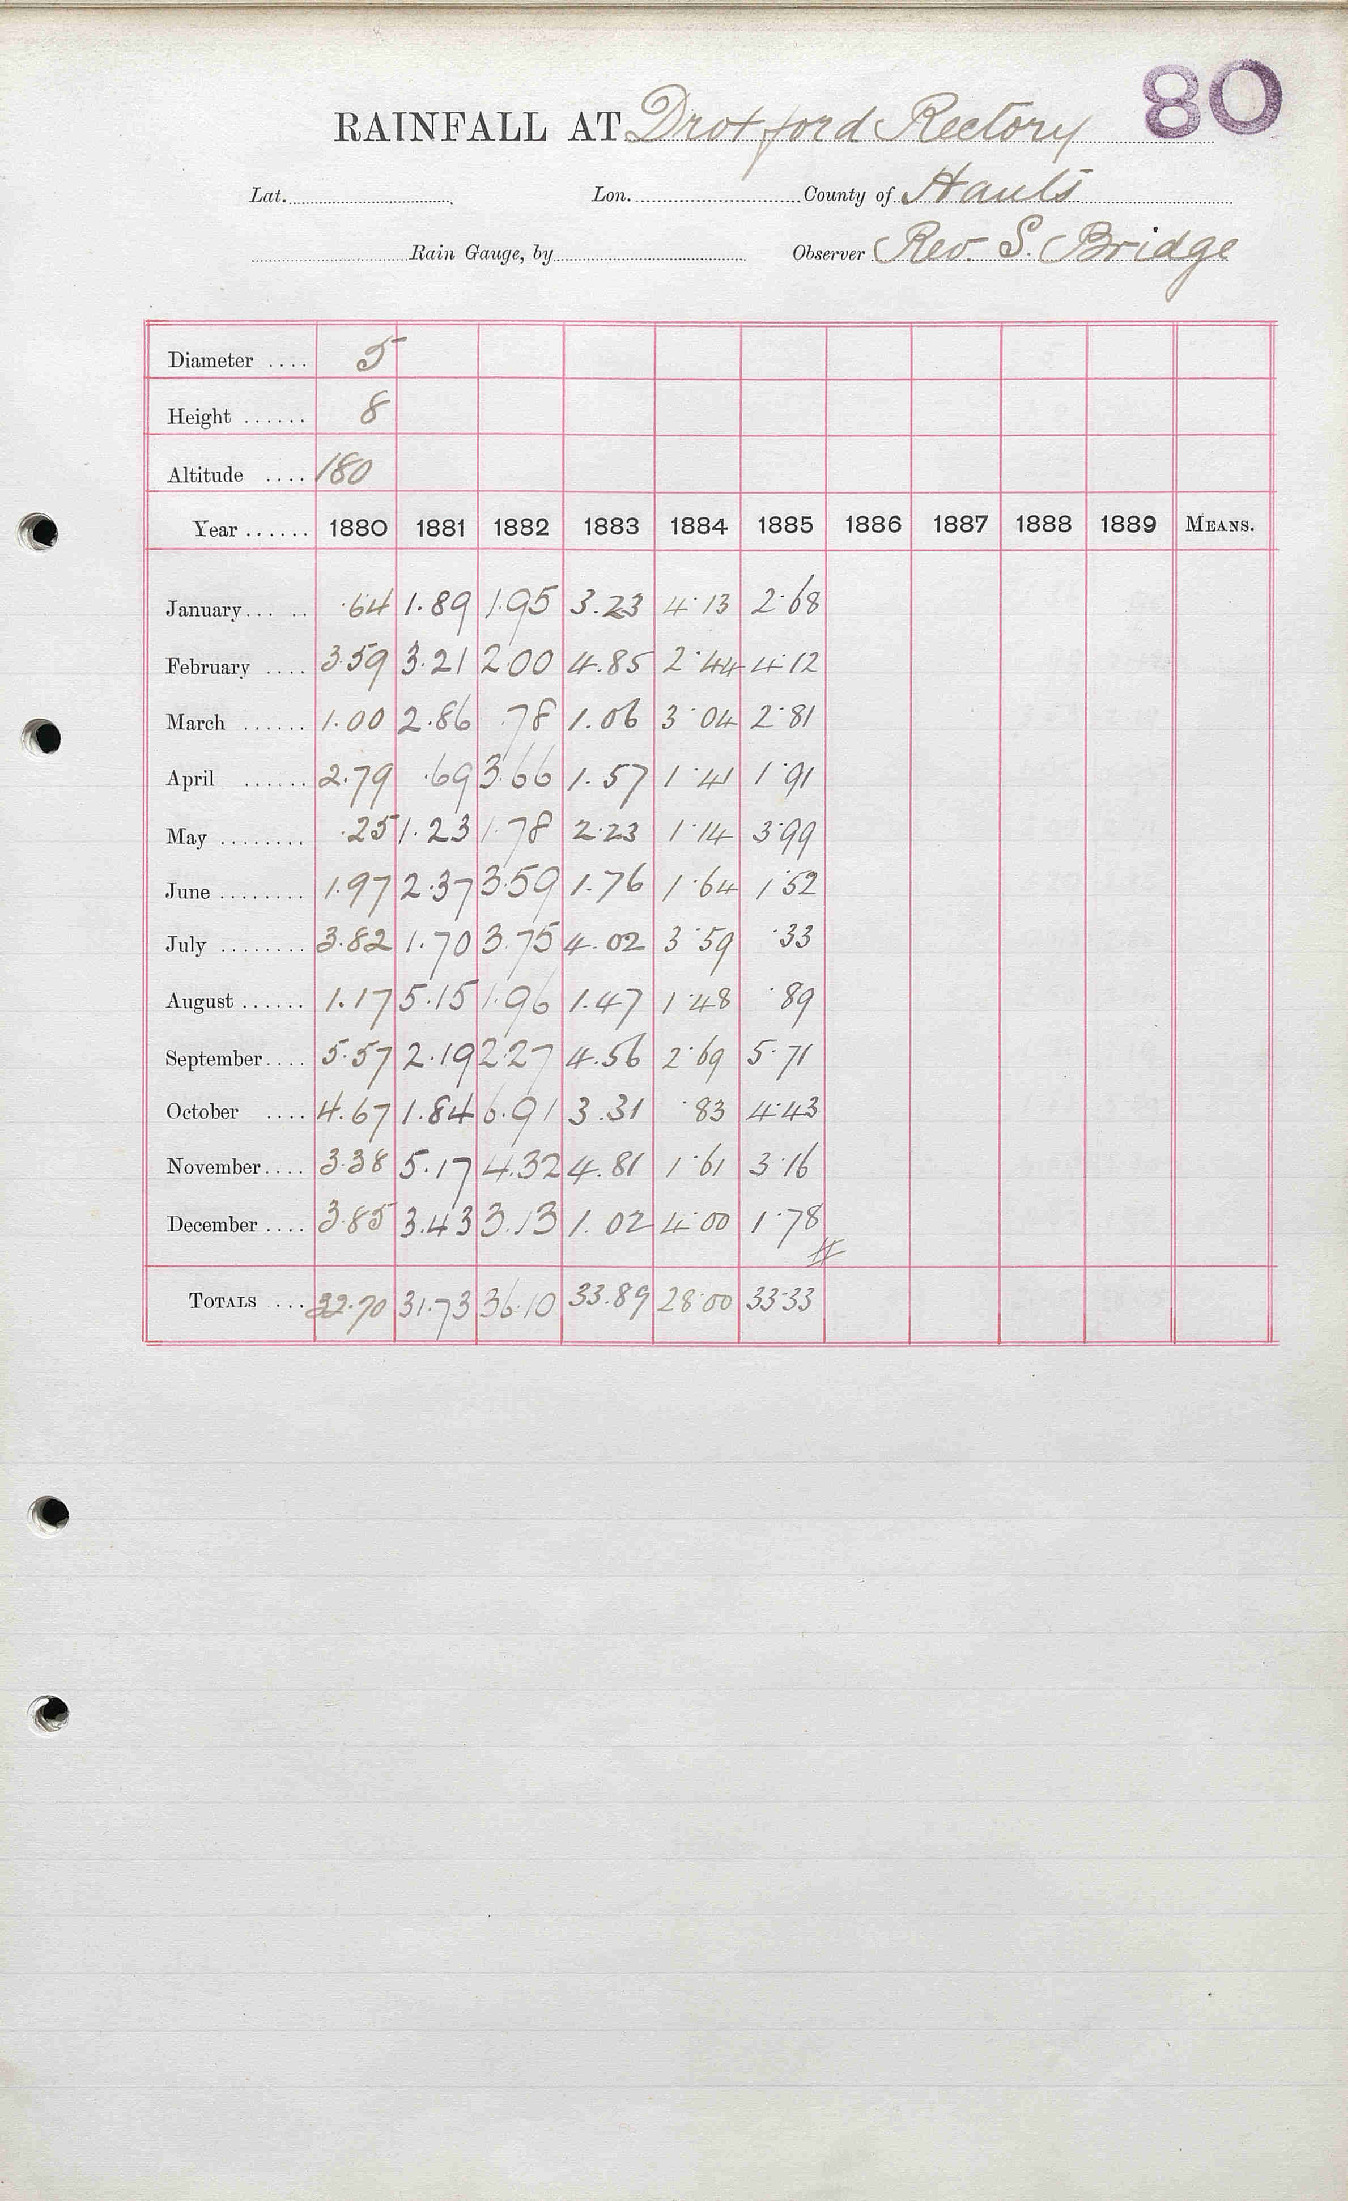 80
RAINFALL AT Droxford Rectory
Lat. Lon. County of Hants
Rain Gauge, by Observer Rev. S. Bridge
Diameter .... 5
Height ...... 8
Altitude .... 180
Year ...... 1880 1881 1882 1883 1884 1885 1886 1887 1888 1889 MEANS.
January... .. .64 1.89 1.95 3.23 4·13 2·68
February .... 3.59 3.21 2.00 4.85 2·44 4·12
March ...... 1.00 2.86 .78 1.06 3·04 2·81
April ...... 2.79 .69 3.66 1.57 1·41 1·91
May ........ .25 1.23 1.78 2.23 1·14 3·99
June ........ 1.97 2.37 3.59 1.76 1·64 1·52
July ........ 3.82 1.70 3.75 4.02 3·59 ·33
August ...... 1.17 5.15 1.96 1.47 1·48 ·89
September.... 5.57 2.19 2.27 4.56 2·69 5·71
October .... 4.67 1.84 6.91 3.31 ·83 4·43
November.... 3.38 5.17 4.32 4.81 1·61 3·16
December .... 3.85 3.43 3.13 1.02 4·00 1·78
TOTALS ... 32.70 31.73 36.10 33.89 28·00 33·33